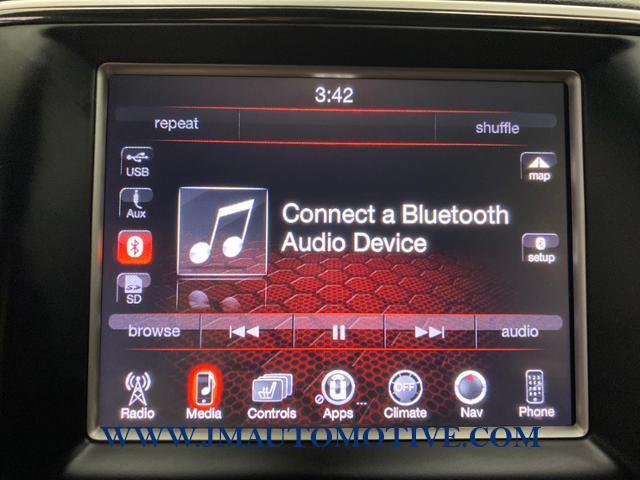 3:42
repeat
shuffle
USB
map
Aux
Connect a Bluetooth
Audio Device
setup
SD
browse
audio
OFF
Radio
Media
Controls
Apps
Climate
Nav
Phone
WWW.JMAUTOMOTIVE.COM